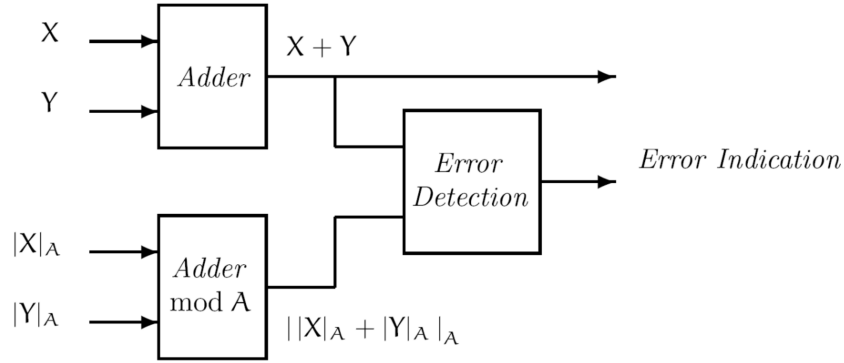 X
X + Y
Adder
Y
Error
Detection
Error Indication
|X|A
Adder
mod A
|Y|A
| |X|A + |Y|A |A